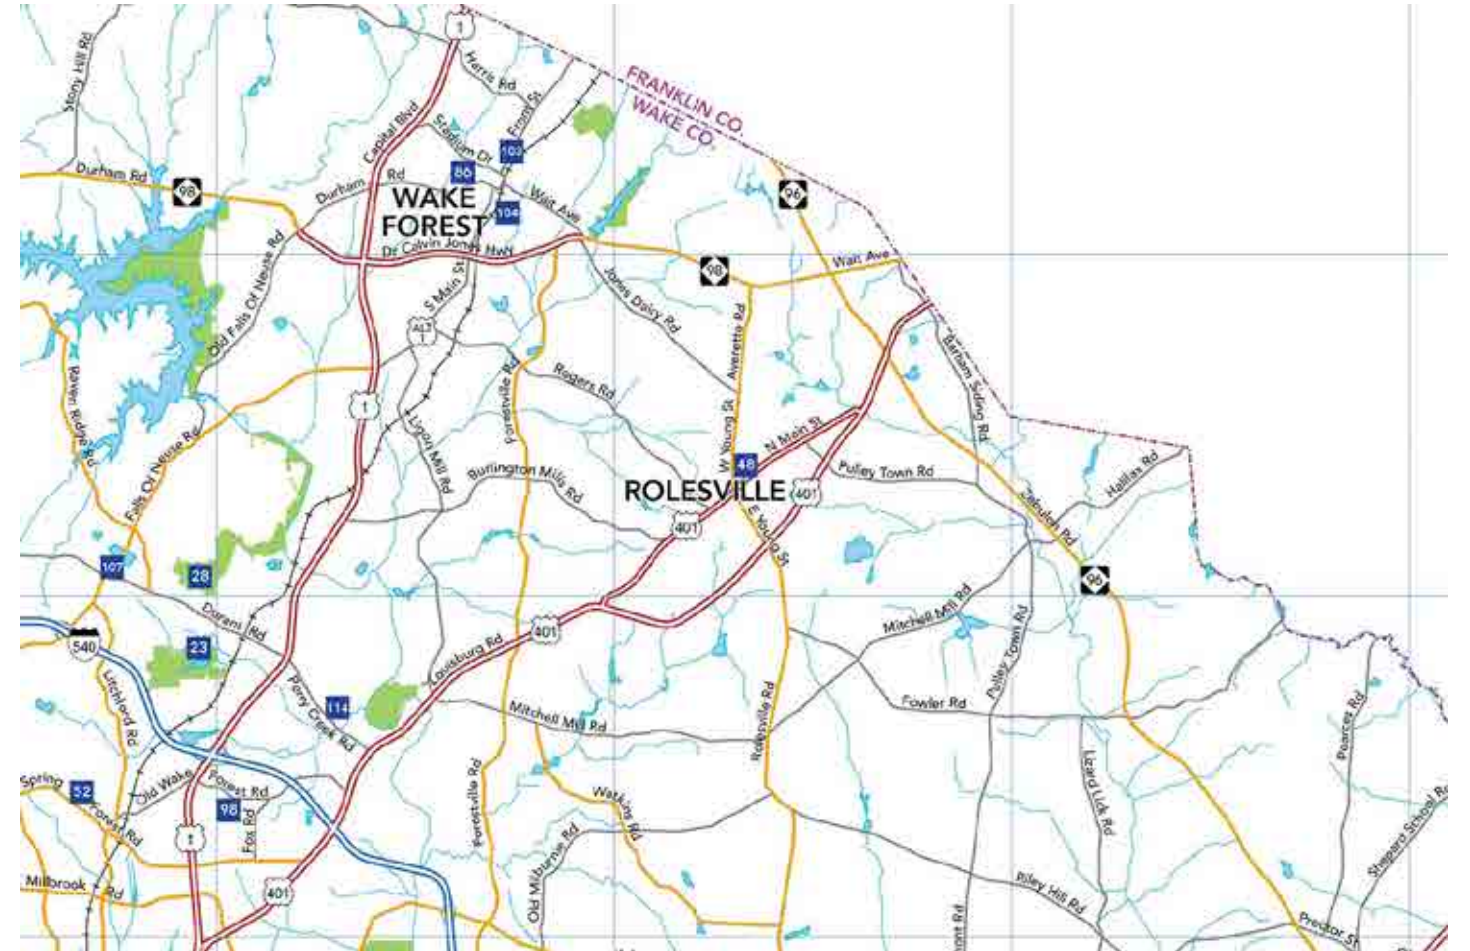 1
Harris Rd
Stony Hill Rd
FRANKLIN CO.
WAKE CO.
Front St
Capital Blvd
Stadium Dr
103
86
Durham Rd
98
Durham Rd
96
WAKE
FOREST
104
Wait Ave
Dr Calvin Jones Hwy
Old Falls Of Neuse Rd
98
Wait Ave
S Main St
Jones Dairy Rd
ALT
1
Averette Rd
Barham Siding Rd
Raven Ridge Rd
Forestville Rd
Rogers Rd
1
Ligon Mill Rd
W Young St
N Main St
Falls Of Neuse Rd
Burlington Mills Rd
48
Pulley Town Rd
Halifax Rd
ROLESVILLE
401
401
E Young St
Zebulon Rd
107
28
96
Durant Rd
Mitchell Mill Rd
540
23
401
Louisburg Rd
Pulley Town Rd
Litchford Rd
Perry Creek Rd
114
Mitchell Mill Rd
Rolesville Rd
Fowler Rd
Pearces Rd
Old Wake
Forest Rd
Spring
Forest Rd
52
98
Fox Rd
Forestville Rd
Watkins Rd
Lizard Lick Rd
Shepard School Rd
1
Old Milburnie Rd
Millbrook Rd
401
Riley Hill Rd
Proctor St